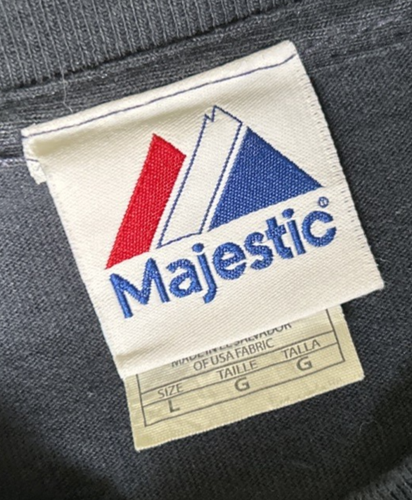 Majestic®
MADE IN EL SALVADOR
OF USA FABRIC
SIZE TAILLE TALLA
L G G